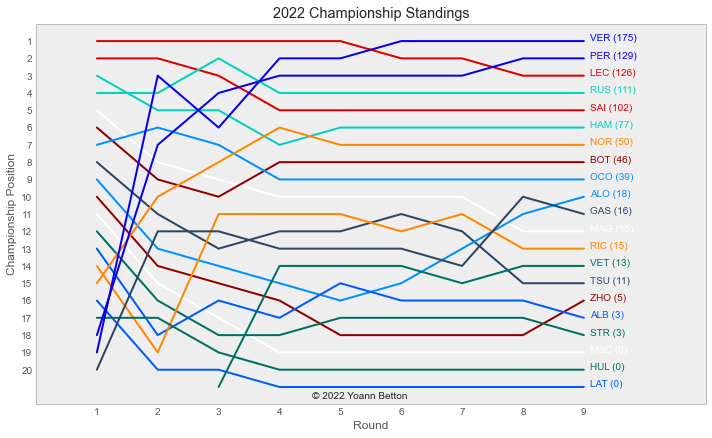 2022 Championship Standings
1 VER (175)
2 PER (129)
3 LEC (126)
4 RUS (111)
5 SAI (102)
6 HAM (77)
7 NOR (50)
8 BOT (46)
9 OCO (39)
10 ALO (18)
11 GAS (16)
12 MAG (15)
13 RIC (15)
14 VET (13)
15 TSU (11)
16 ZHO (5)
17 ALB (3)
18 STR (3)
19 MSC (0)
20 HUL (0)
LAT (0)
Championship Position
© 2022 Yoann Betton
1 2 3 4 5 6 7 8 9
Round